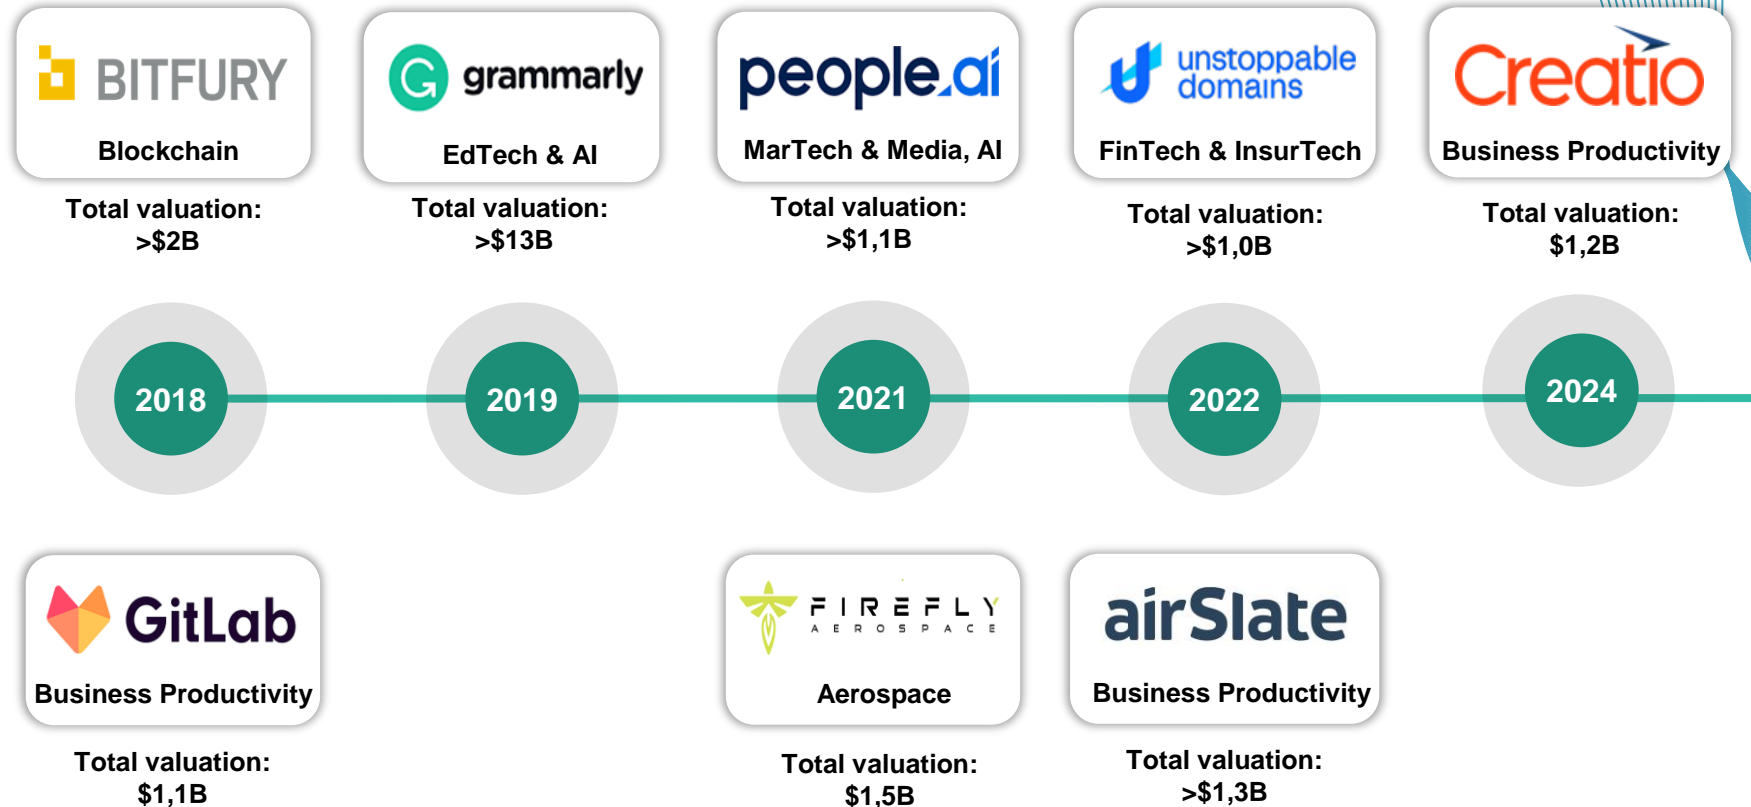 BITFURY
Blockchain
Total valuation:
>$2B
grammarly
EdTech & AI
Total valuation:
>$13B
people.ai
MarTech & Media, AI
Total valuation:
>$1,1B
unstoppable
domains
FinTech & InsurTech
Total valuation:
>$1,0B
Creatio
Business Productivity
Total valuation:
$1,2B
2018
2019
2021
2022
2024
GitLab
Business Productivity
Total valuation:
$1,1B
FIREFLY
AEROSPACE
Aerospace
Total valuation:
$1,5B
airSlate
Business Productivity
Total valuation:
>$1,3B